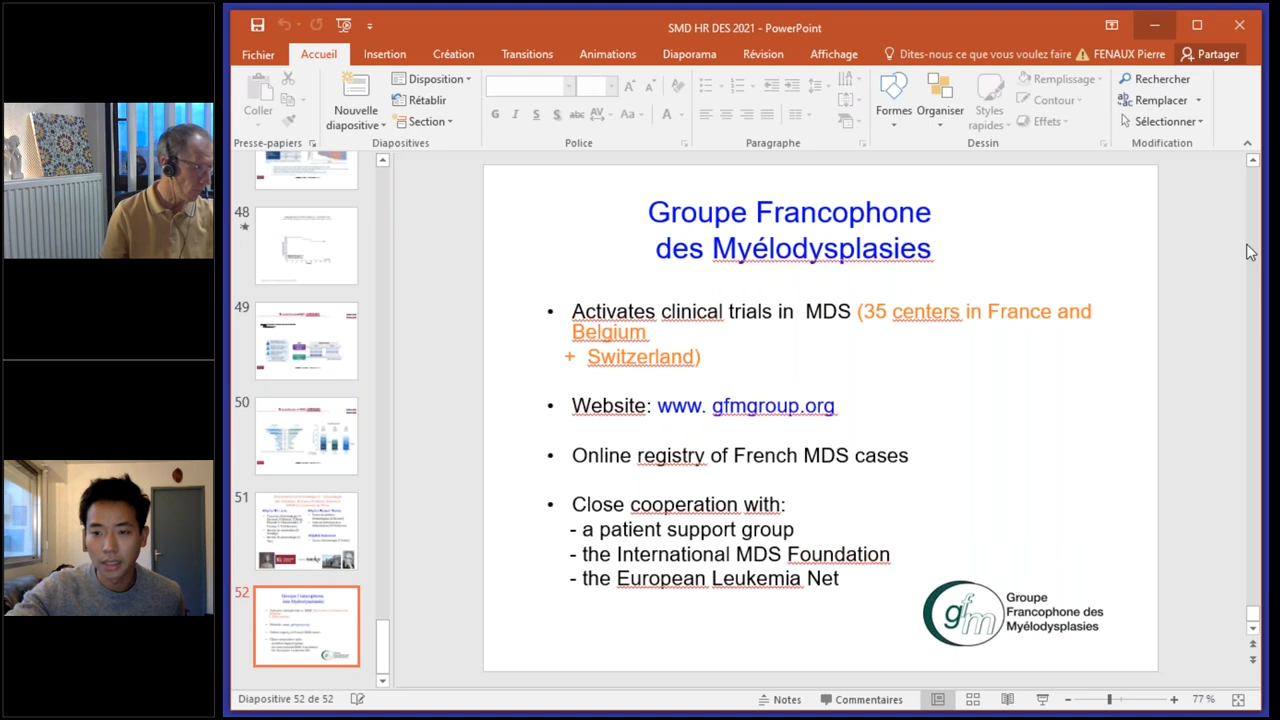 SMD HR DES 2021 - PowerPoint
Fichier Accueil Insertion Création Transitions Animations Diaporama Révision Affichage Dites-nous ce que vous voulez faire FENAUX Pierre Partager
Coller
Nouvelle
diapositive
Disposition
Rétablir
Section
G I S S abc AV Aa A
Formes Organiser Styles
rapides
Remplissage
Contour
Effets
Rechercher
Remplacer
Sélectionner
Presse-papiers Diapositives Police Paragraphe Dessin Modification
48
49
50
51
52
Groupe Francophone
des Myélodysplasies
• Activates clinical trials in MDS (35 centers in France and
Belgium
+ Switzerland)
• Website: www. gfmgroup.org
• Online registry of French MDS cases
Close cooperation with:
- a patient support group
- the International MDS Foundation
- the European Leukemia Net
gfm
Groupe
Francophone des
Myélodysplasies
Diapositive 52 de 52 Notes Commentaires 77 %